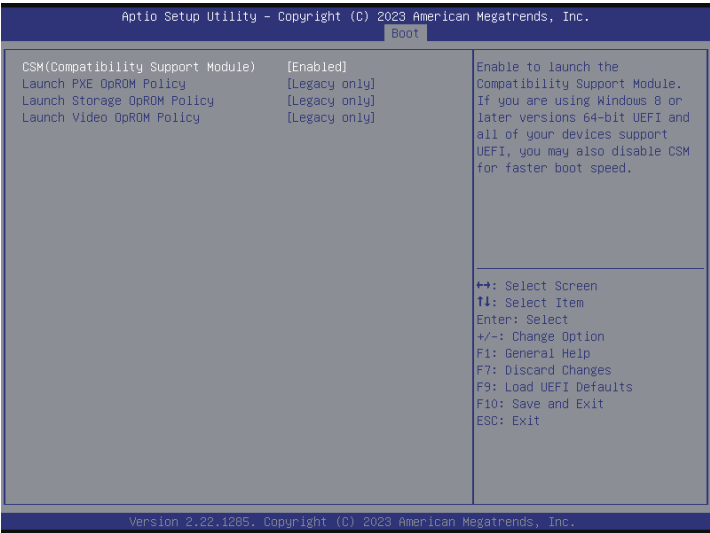 Aptio Setup Utility – Copyright (C) 2023 American Megatrends, Inc.
Boot
CSM(Compatibility Support Module) [Enabled]
Launch PXE OpROM Policy [Legacy only]
Launch Storage OpROM Policy [Legacy only]
Launch Video OpROM Policy [Legacy only]
Enable to launch the
Compatibility Support Module.
If you are using Windows 8 or
later versions 64-bit UEFI and
all of your devices support
UEFI, you may also disable CSM
for faster boot speed.
↔: Select Screen
↑↓: Select Item
Enter: Select
+/-: Change Option
F1: General Help
F7: Discard Changes
F9: Load UEFI Defaults
F10: Save and Exit
ESC: Exit
Version 2.22.1285. Copyright (C) 2023 American Megatrends, Inc.